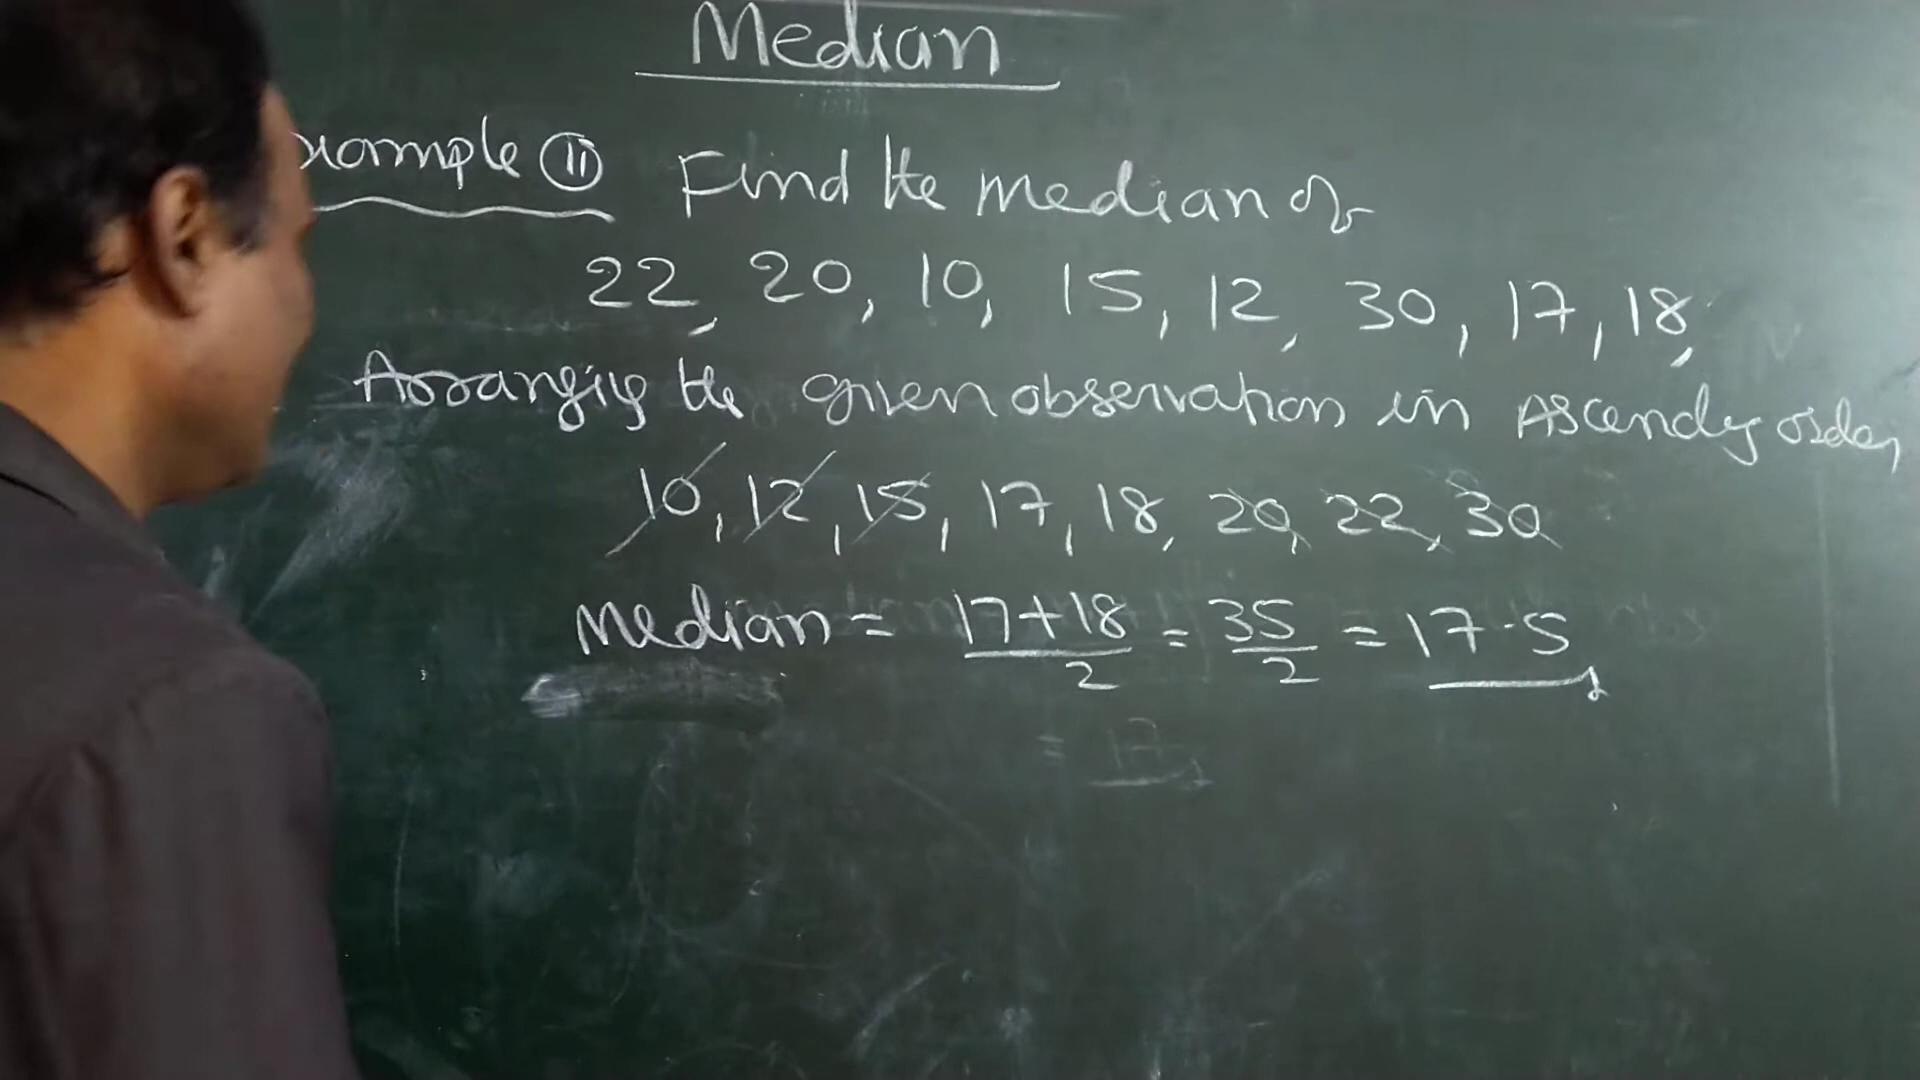 Median
xample 11 Find the median of
22, 20, 10, 15, 12, 30, 17, 18,
Arranging the given observation in Ascending order,
10, 12, 15, 17, 18, 20, 22, 30
Median = 17+18/2 = 35/2 = 17.5
= 17